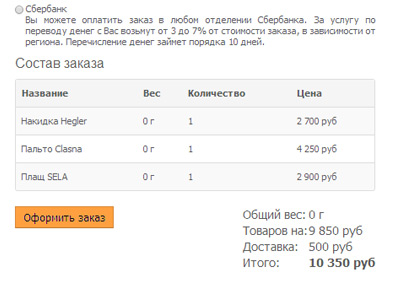 Сбербанк
Вы можете оплатить заказ в любом отделении Сбербанка. За услугу по
переводу денег с Вас возьмут от 3 до 7% от стоимости заказа, в зависимости от
региона. Перечисление денег займет порядка 10 дней.
Состав заказа
Название Вес Количество Цена
Накидка Hegler 0 г 1 2 700 руб
Пальто Clasna 0 г 1 4 250 руб
Плащ SELA 0 г 1 2 900 руб
Оформить заказ
Общий вес: 0 г
Товаров на: 9 850 руб
Доставка: 500 руб
Итого: 10 350 руб